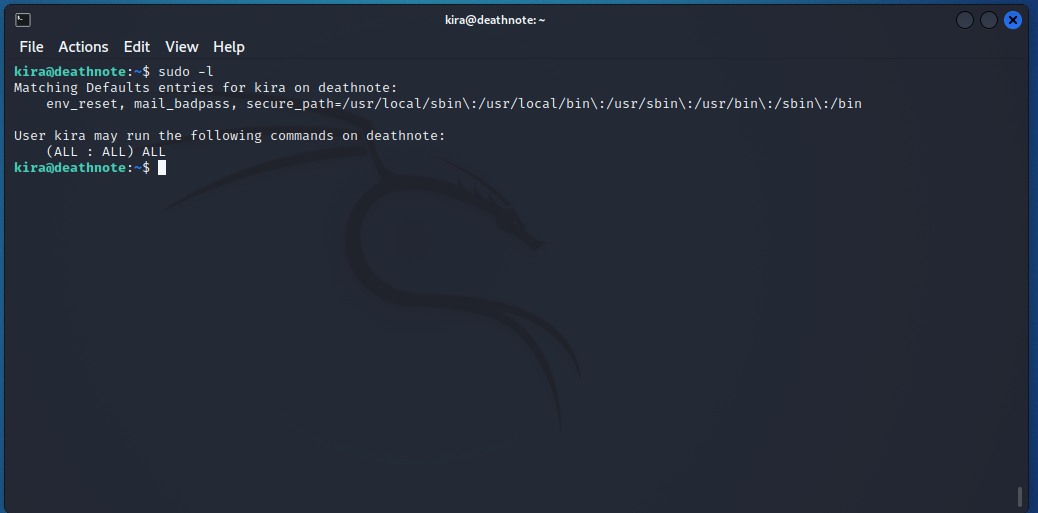 kira@deathnote: ~
File Actions Edit View Help
kira@deathnote:~$ sudo -l
Matching Defaults entries for kira on deathnote:
    env_reset, mail_badpass, secure_path=/usr/local/sbin\:/usr/local/bin\:/usr/sbin\:/usr/bin\:/sbin\:/bin

User kira may run the following commands on deathnote:
    (ALL : ALL) ALL
kira@deathnote:~$